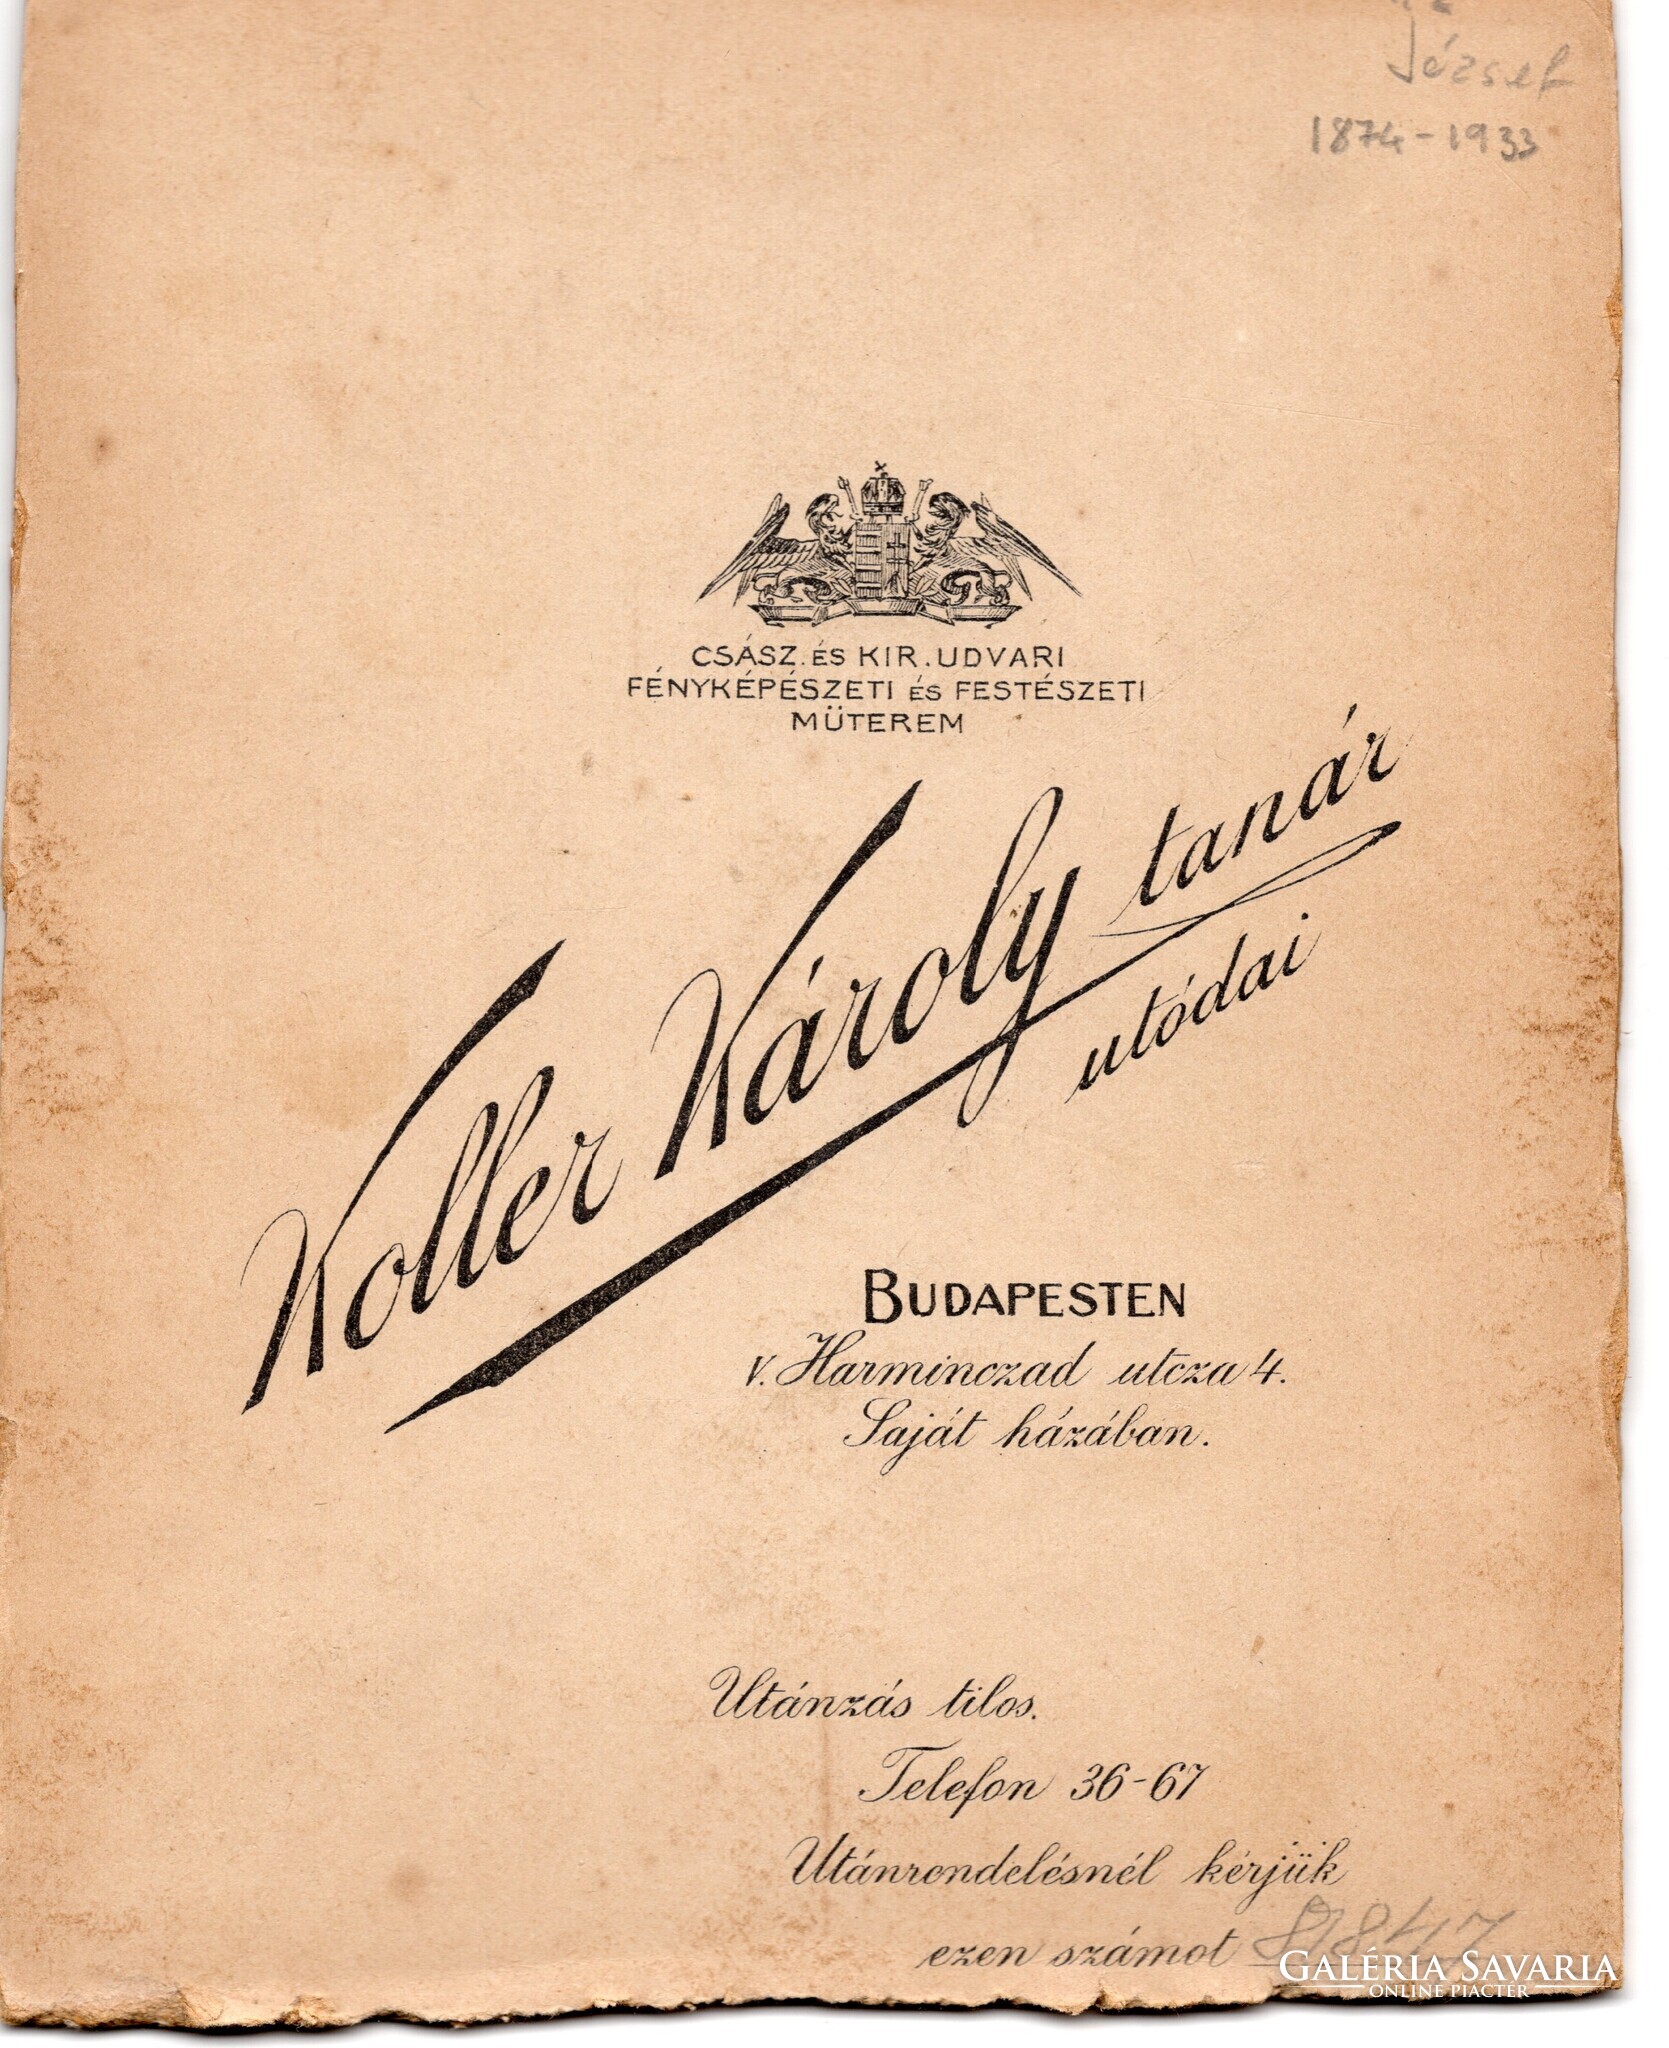 József
1874-1933
CSÁSZ. ÉS KIR. UDVARI
FÉNYKÉPÉSZETI ÉS FESTÉSZETI
MÜTEREM
Koller Károly tanár
utódai
BUDAPESTEN
V. Harminczad utcza 4.
Saját házában.
Utánzás tilos.
Telefon 36-67
Utánrendelésnél kérjük
ezen számot
GALÉRIA SAVARIA
ONLINE PIACTÉR